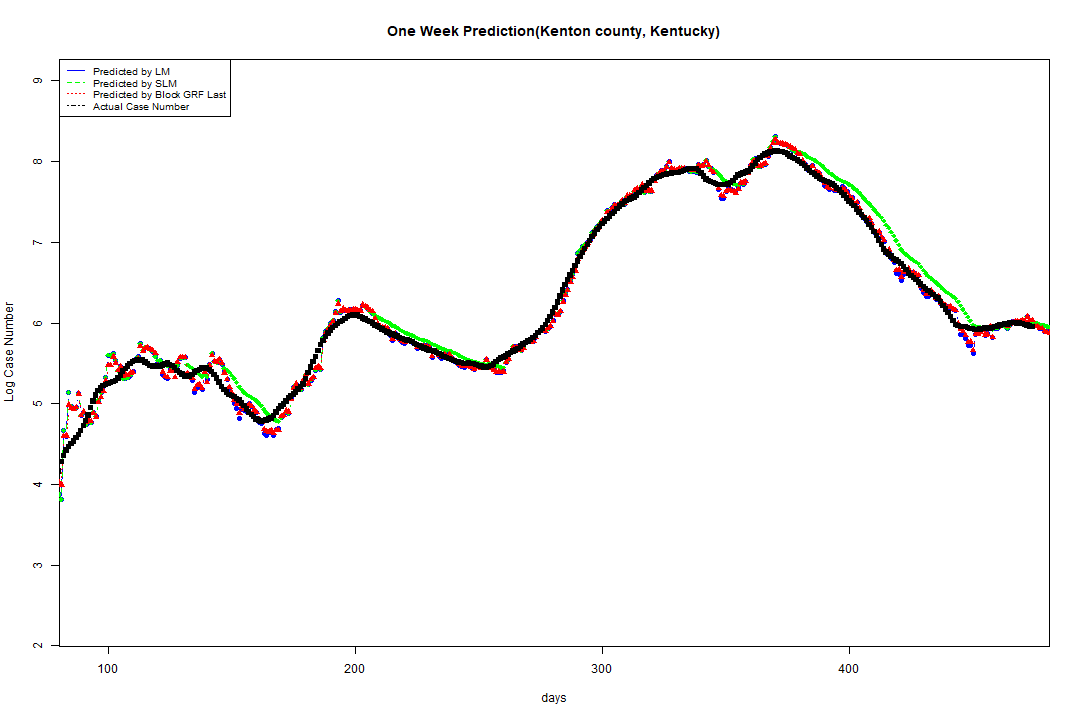 One Week Prediction(Kenton county, Kentucky)
Predicted by LM
Predicted by SLM
Predicted by Block GRF Last
Actual Case Number
9
8
7
6
5
4
3
2
Log Case Number
100 200 300 400
days